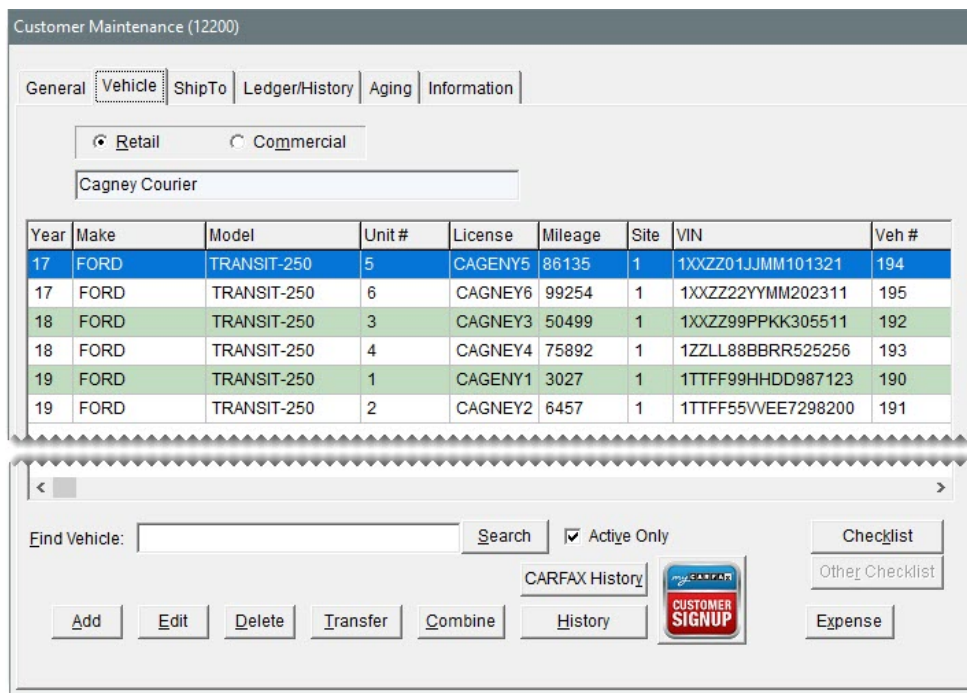 Customer Maintenance (12200)
General Vehicle ShipTo Ledger/History Aging Information
Retail Commercial
Cagney Courier
Year Make Model Unit # License Mileage Site VIN Veh #
17 FORD TRANSIT-250 5 CAGENY5 86135 1 1XXZZ01JJMM101321 194
17 FORD TRANSIT-250 6 CAGNEY6 99254 1 1XXZZ22YYMM202311 195
18 FORD TRANSIT-250 3 CAGNEY3 50499 1 1XXZZ99PPKK305511 192
18 FORD TRANSIT-250 4 CAGNEY4 75892 1 1ZZLL88BBRR525256 193
19 FORD TRANSIT-250 1 CAGENY1 3027 1 1TTFF99HHDD987123 190
19 FORD TRANSIT-250 2 CAGNEY2 6457 1 1TTFF55VVEE7298200 191
Find Vehicle: Search Active Only Checklist
CARFAX History myCARFAX Other Checklist
Add Edit Delete Transfer Combine History CUSTOMER SIGNUP Expense